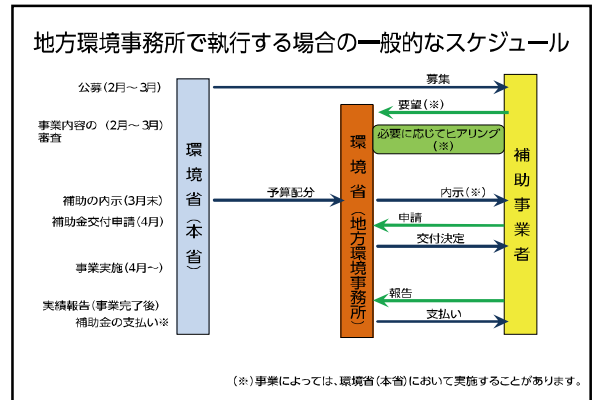 地方環境事務所で執行する場合の一般的なスケジュール
公募(2月〜3月)
募集
要望(※)
事業内容の(2月〜3月)
審査
必要に応じてヒアリング
(※)
環境省(本省)
環境省(地方環境事務所)
補助事業者
補助の内示(3月末)
予算配分
内示(※)
補助金交付申請(4月)
申請
交付決定
事業実施(4月〜)
実績報告(事業完了後)
報告
補助金の支払い※
支払い
(※)事業によっては、環境省(本省)において実施することがあります。